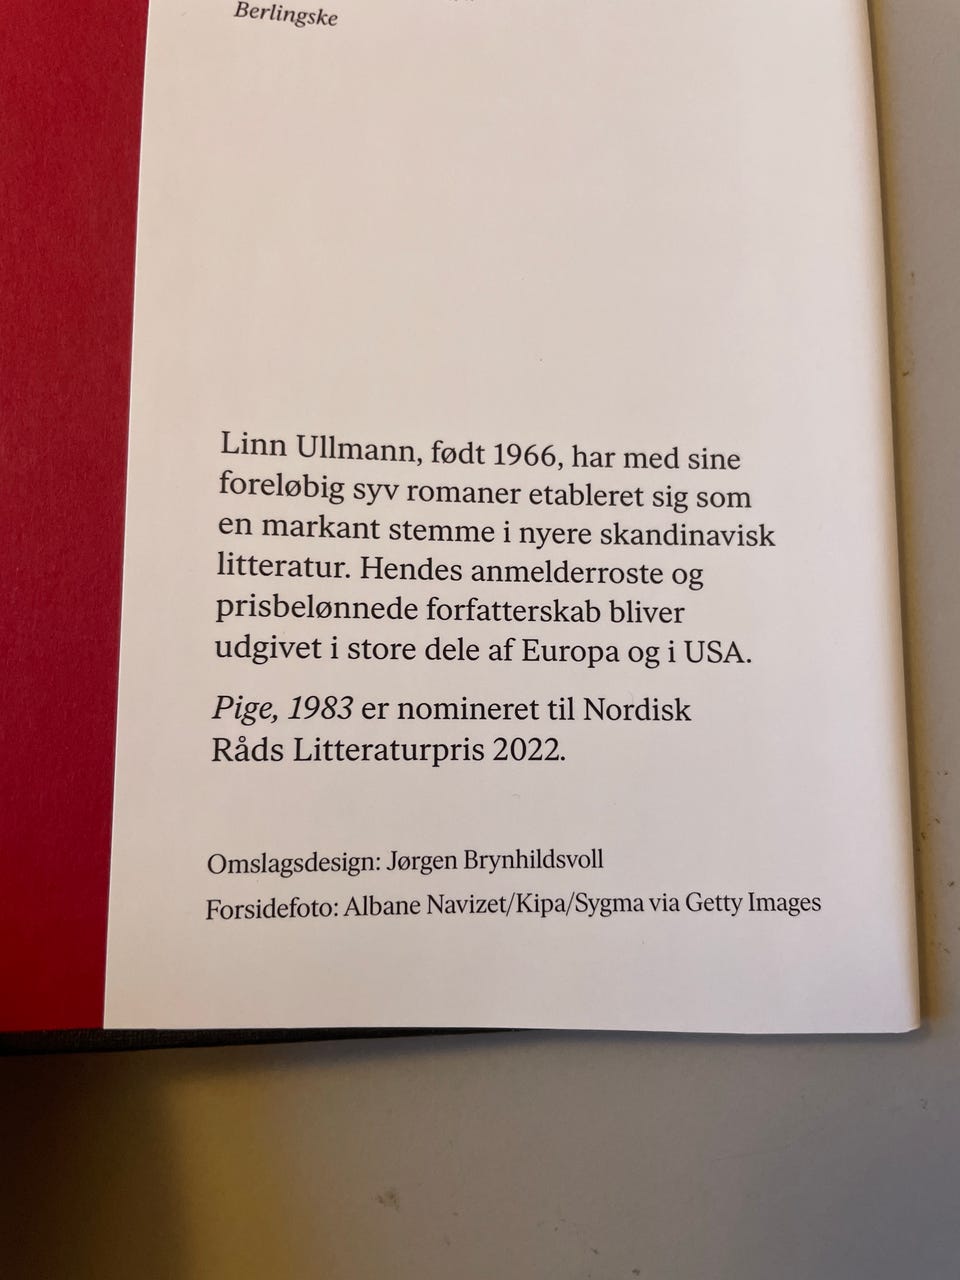 Berlingske
Linn Ullmann, født 1966, har med sine
foreløbig syv romaner etableret sig som
en markant stemme i nyere skandinavisk
litteratur. Hendes anmelderroste og
prisbelønnede forfatterskab bliver
udgivet i store dele af Europa og i USA.
Pige, 1983 er nomineret til Nordisk
Råds Litteraturpris 2022.
Omslagsdesign: Jørgen Brynhildsvoll
Forsidefoto: Albane Navizet/Kipa/Sygma via Getty Images